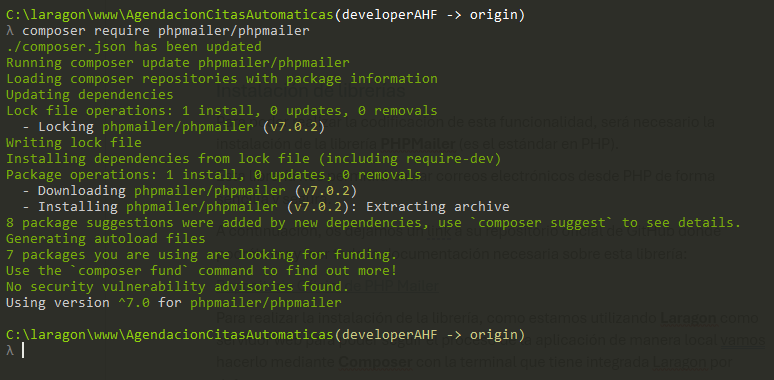 C:\laragon\www\AgendacionCitasAutomaticas(developerAHF -> origin)
λ composer require phpmailer/phpmailer
./composer.json has been updated
Running composer update phpmailer/phpmailer
Loading composer repositories with package information
Updating dependencies
Lock file operations: 1 install, 0 updates, 0 removals
  - Locking phpmailer/phpmailer (v7.0.2)
Writing lock file
Installing dependencies from lock file (including require-dev)
Package operations: 1 install, 0 updates, 0 removals
  - Downloading phpmailer/phpmailer (v7.0.2)
  - Installing phpmailer/phpmailer (v7.0.2): Extracting archive
8 package suggestions were added by new dependencies, use `composer suggest` to see details.
Generating autoload files
7 packages you are using are looking for funding.
Use the `composer fund` command to find out more!
No security vulnerability advisories found.
Using version ^7.0 for phpmailer/phpmailer
C:\laragon\www\AgendacionCitasAutomaticas(developerAHF -> origin)
λ